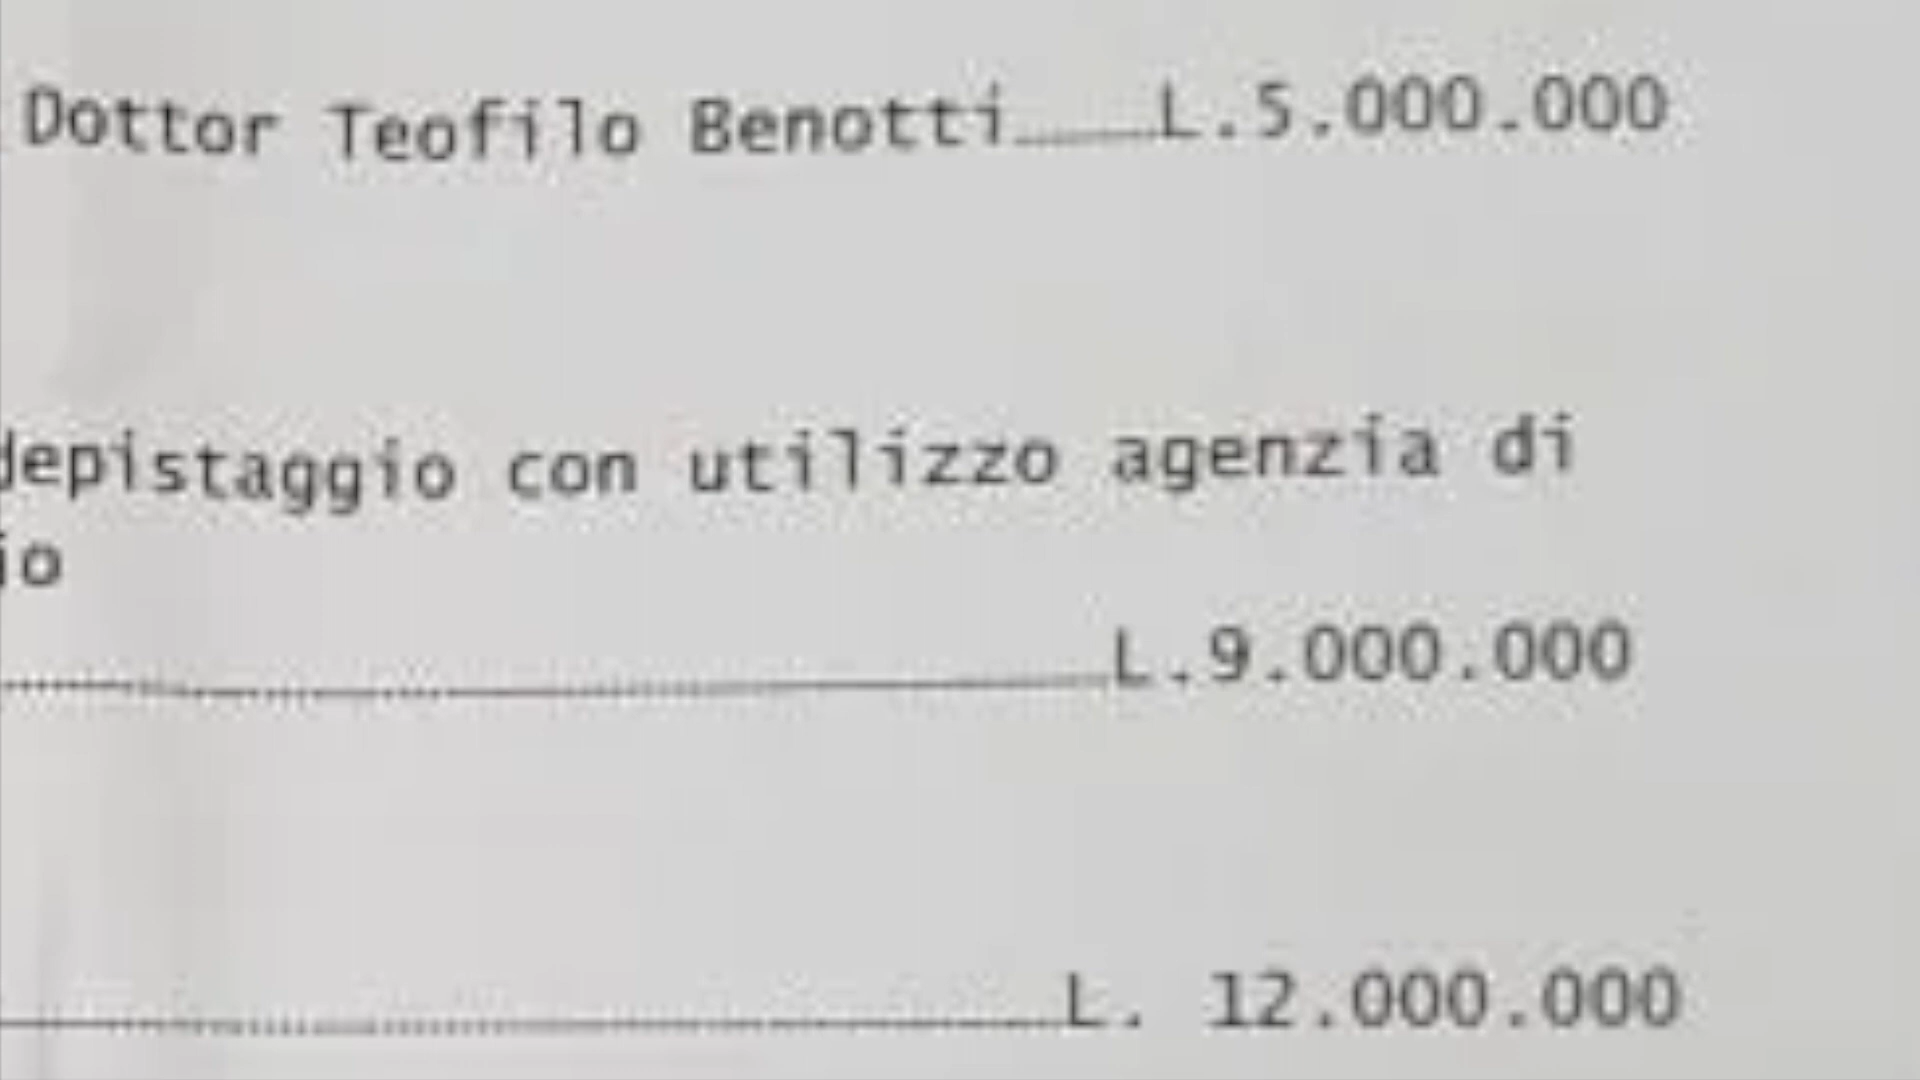 Dottor Teofilo Benotti......L.5.000.000
depistaggio con utilizzo agenzia di
io
......L.9.000.000
......L. 12.000.000